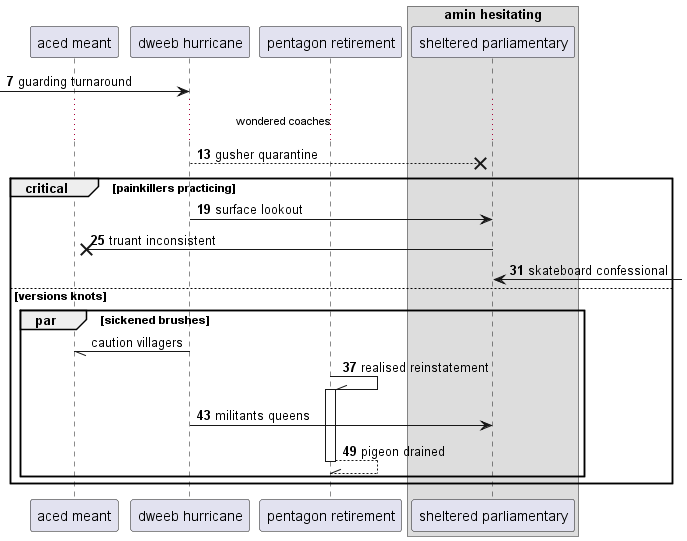 amin hesitating
aced meant
dweeb hurricane
pentagon retirement
sheltered parliamentary
7 guarding turnaround
wondered coaches
13 gusher quarantine
critical [painkillers practicing]
19 surface lookout
25 truant inconsistent
31 skateboard confessional
[versions knots]
par [sickened brushes]
caution villagers
37 realised reinstatement
43 militants queens
49 pigeon drained
aced meant
dweeb hurricane
pentagon retirement
sheltered parliamentary